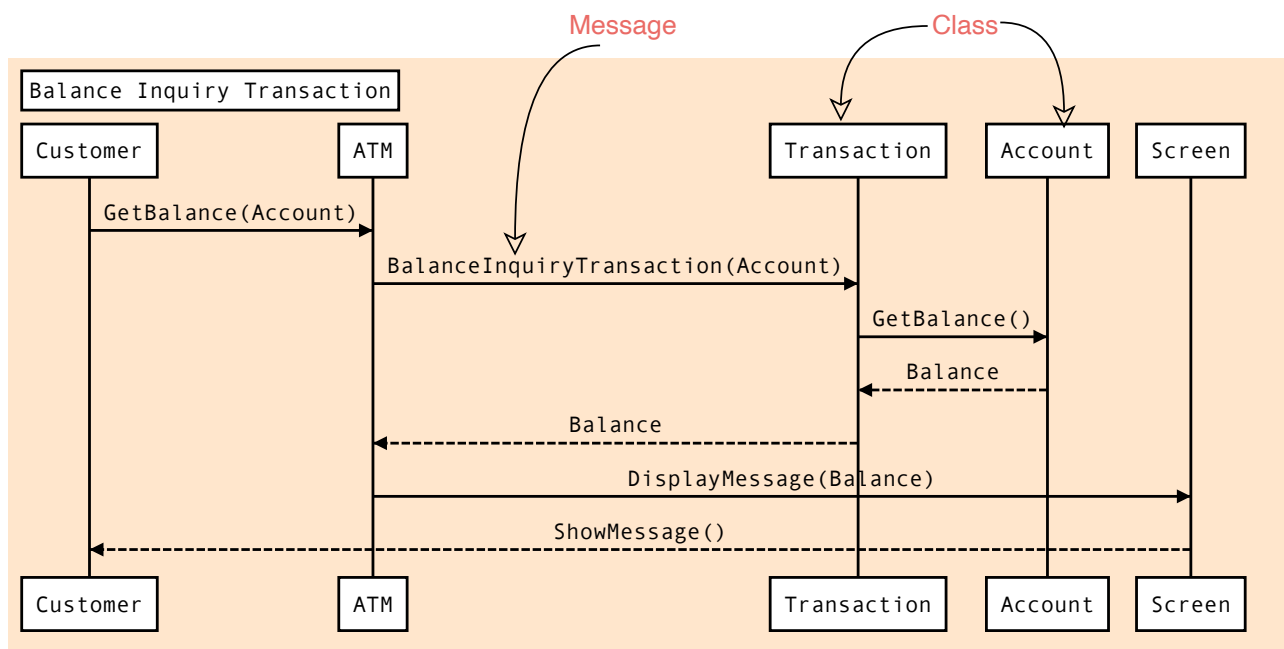 Message
Class
Balance Inquiry Transaction
Customer
ATM
Transaction
Account
Screen
GetBalance(Account)
BalanceInquiryTransaction(Account)
GetBalance()
Balance
Balance
DisplayMessage(Balance)
ShowMessage()
Customer
ATM
Transaction
Account
Screen